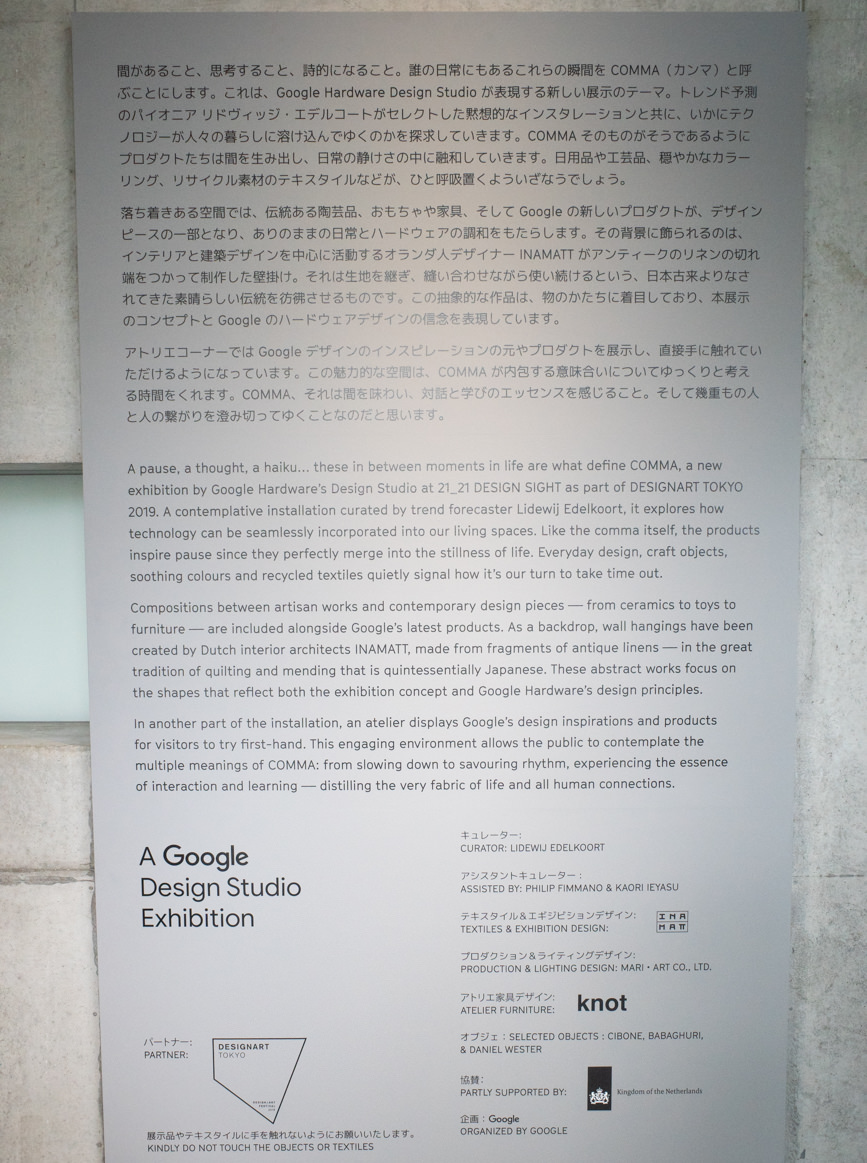 間があること、思考すること、詩的になること。誰の日常にもあるこれらの瞬間を COMMA（カンマ）と呼
ぶことにします。これは、Google Hardware Design Studio が表現する新しい展示のテーマ。トレンド予測
のパイオニア リドヴィッジ・エデルコートがセレクトした黙想的なインスタレーションと共に、いかにテク
ノロジーが人々の暮らしに溶け込んでゆくのかを探求していきます。COMMA そのものがそうであるように
プロダクトたちは間を生み出し、日常の静けさの中に融和していきます。日用品や工芸品、穏やかなカラー
リング、リサイクル素材のテキスタイルなどが、ひと呼吸置くよういざなうでしょう。
落ち着きある空間では、伝統ある陶芸品、おもちゃや家具、そして Google の新しいプロダクトが、デザイン
ピースの一部となり、ありのままの日常とハードウェアの調和をもたらします。その背景に飾られるのは、
インテリアと建築デザインを中心に活動するオランダ人デザイナー INAMATT がアンティークのリネンの切れ
端をつかって制作した壁掛け。それは生地を継ぎ、縫い合わせながら使い続けるという、日本古来よりなさ
れてきた素晴らしい伝統を彷彿させるものです。この抽象的な作品は、物のかたちに着目しており、本展示
のコンセプトと Google のハードウェアデザインの信念を表現しています。
アトリエコーナーでは Google デザインのインスピレーションの元やプロダクトを展示し、直接手に触れてい
ただけるようになっています。この魅力的な空間は、COMMA が内包する意味合いについてゆっくりと考え
る時間をくれます。COMMA、それは間を味わい、対話と学びのエッセンスを感じること。そして幾重もの人
と人の繋がりを澄み切ってゆくことなのだと思います。
A pause, a thought, a haiku... these in between moments in life are what define COMMA, a new
exhibition by Google Hardware's Design Studio at 21_21 DESIGN SIGHT as part of DESIGNART TOKYO
2019. A contemplative installation curated by trend forecaster Lidewij Edelkoort, it explores how
technology can be seamlessly incorporated into our living spaces. Like the comma itself, the products
inspire pause since they perfectly merge into the stillness of life. Everyday design, craft objects,
soothing colours and recycled textiles quietly signal how it's our turn to take time out.
Compositions between artisan works and contemporary design pieces — from ceramics to toys to
furniture — are included alongside Google's latest products. As a backdrop, wall hangings have been
created by Dutch interior architects INAMATT, made from fragments of antique linens — in the great
tradition of quilting and mending that is quintessentially Japanese. These abstract works focus on
the shapes that reflect both the exhibition concept and Google Hardware's design principles.
In another part of the installation, an atelier displays Google's design inspirations and products
for visitors to try first-hand. This engaging environment allows the public to contemplate the
multiple meanings of COMMA: from slowing down to savouring rhythm, experiencing the essence
of interaction and learning — distilling the very fabric of life and all human connections.
A Google
Design Studio
Exhibition
キュレーター:
CURATOR: LIDEWIJ EDELKOORT
アシスタントキュレーター :
ASSISTED BY: PHILIP FIMMANO & KAORI IEYASU
テキスタイル＆エギジビションデザイン:
TEXTILES & EXHIBITION DESIGN:
INA
MATT
プロダクション＆ライティングデザイン:
PRODUCTION & LIGHTING DESIGN: MARI・ART CO., LTD.
アトリエ家具デザイン:
ATELIER FURNITURE:
knot
オブジェ : SELECTED OBJECTS : CIBONE, BABAGHURI,
& DANIEL WESTER
協賛:
PARTLY SUPPORTED BY:
Kingdom of the Netherlands
企画 : Google
ORGANIZED BY GOOGLE
パートナー:
PARTNER:
DESIGNART
TOKYO
展示品やテキスタイルに手を触れないようにお願いいたします。
KINDLY DO NOT TOUCH THE OBJECTS OR TEXTILES